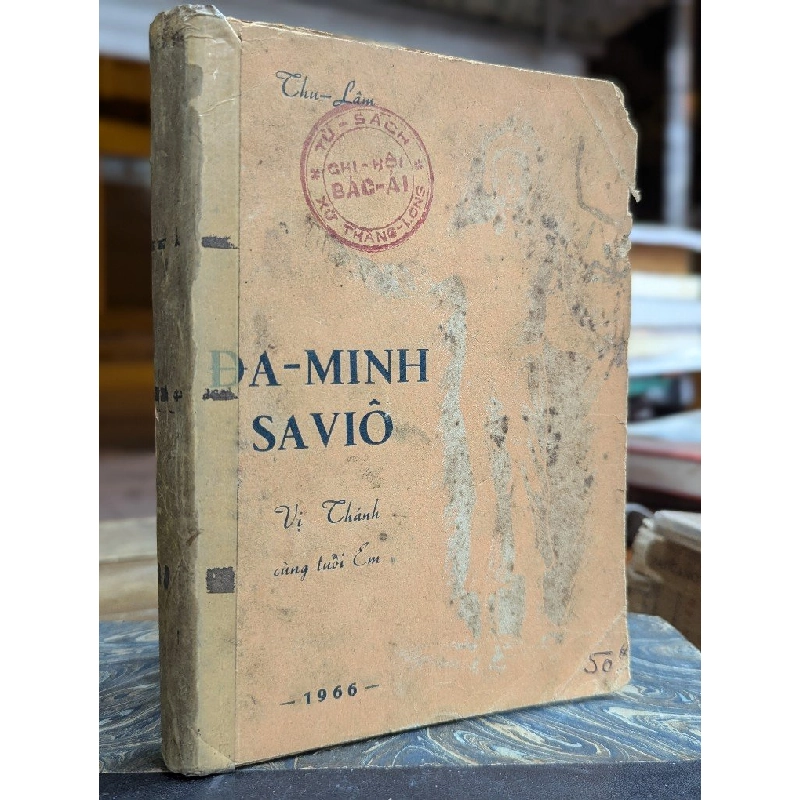 Thu-Lâm
* TỦ-SÁCH *
CHI-HỘI
BÁC-ÁI
XỨ THĂNG-LONG
ĐA-MINH
SAVIÔ
Vị Thánh
cùng tuổi Em
-1966-
50đ